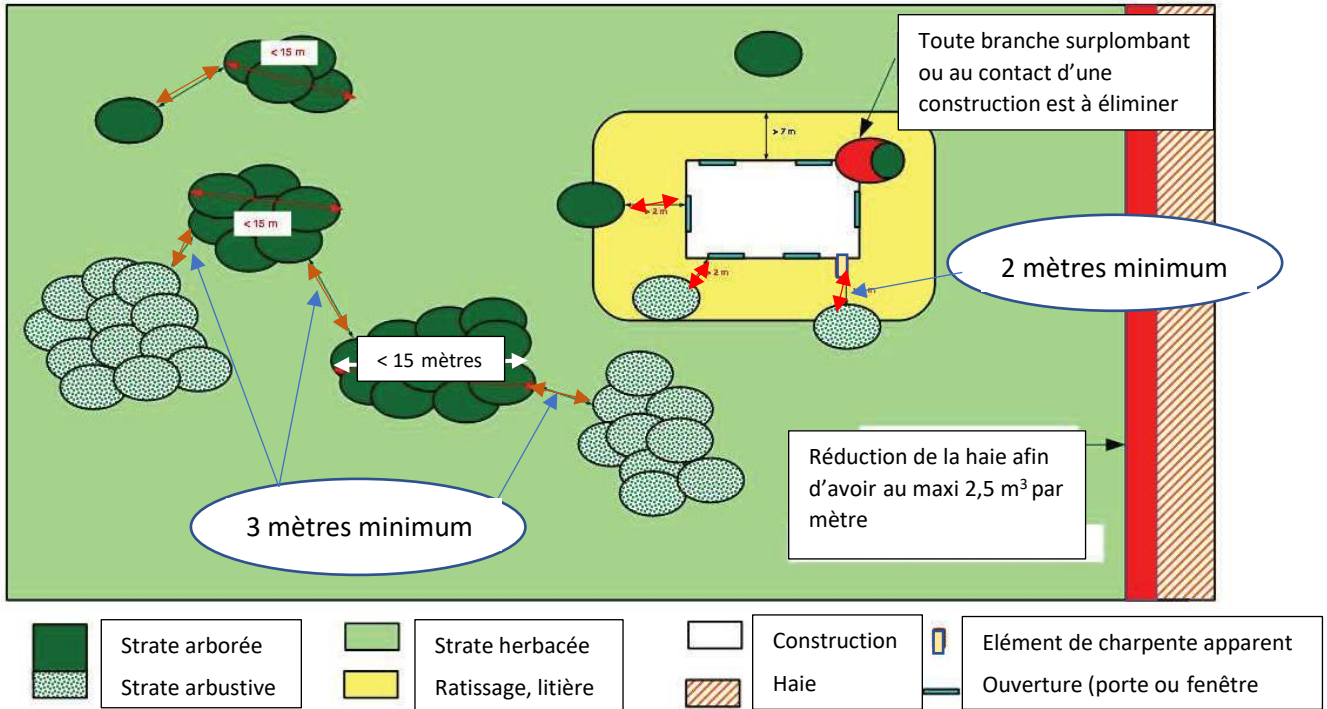 < 15 m
Toute branche surplombant
ou au contact d’une
construction est à éliminer
> 7 m
< 15 m
> 2 m
2 mètres minimum
> 2 m
< 15 mètres
Réduction de la haie afin
d’avoir au maxi 2,5 m³ par
mètre
3 mètres minimum
Strate arborée
Strate arbustive
Strate herbacée
Ratissage, litière
Construction
Haie
Elément de charpente apparent
Ouverture (porte ou fenêtre